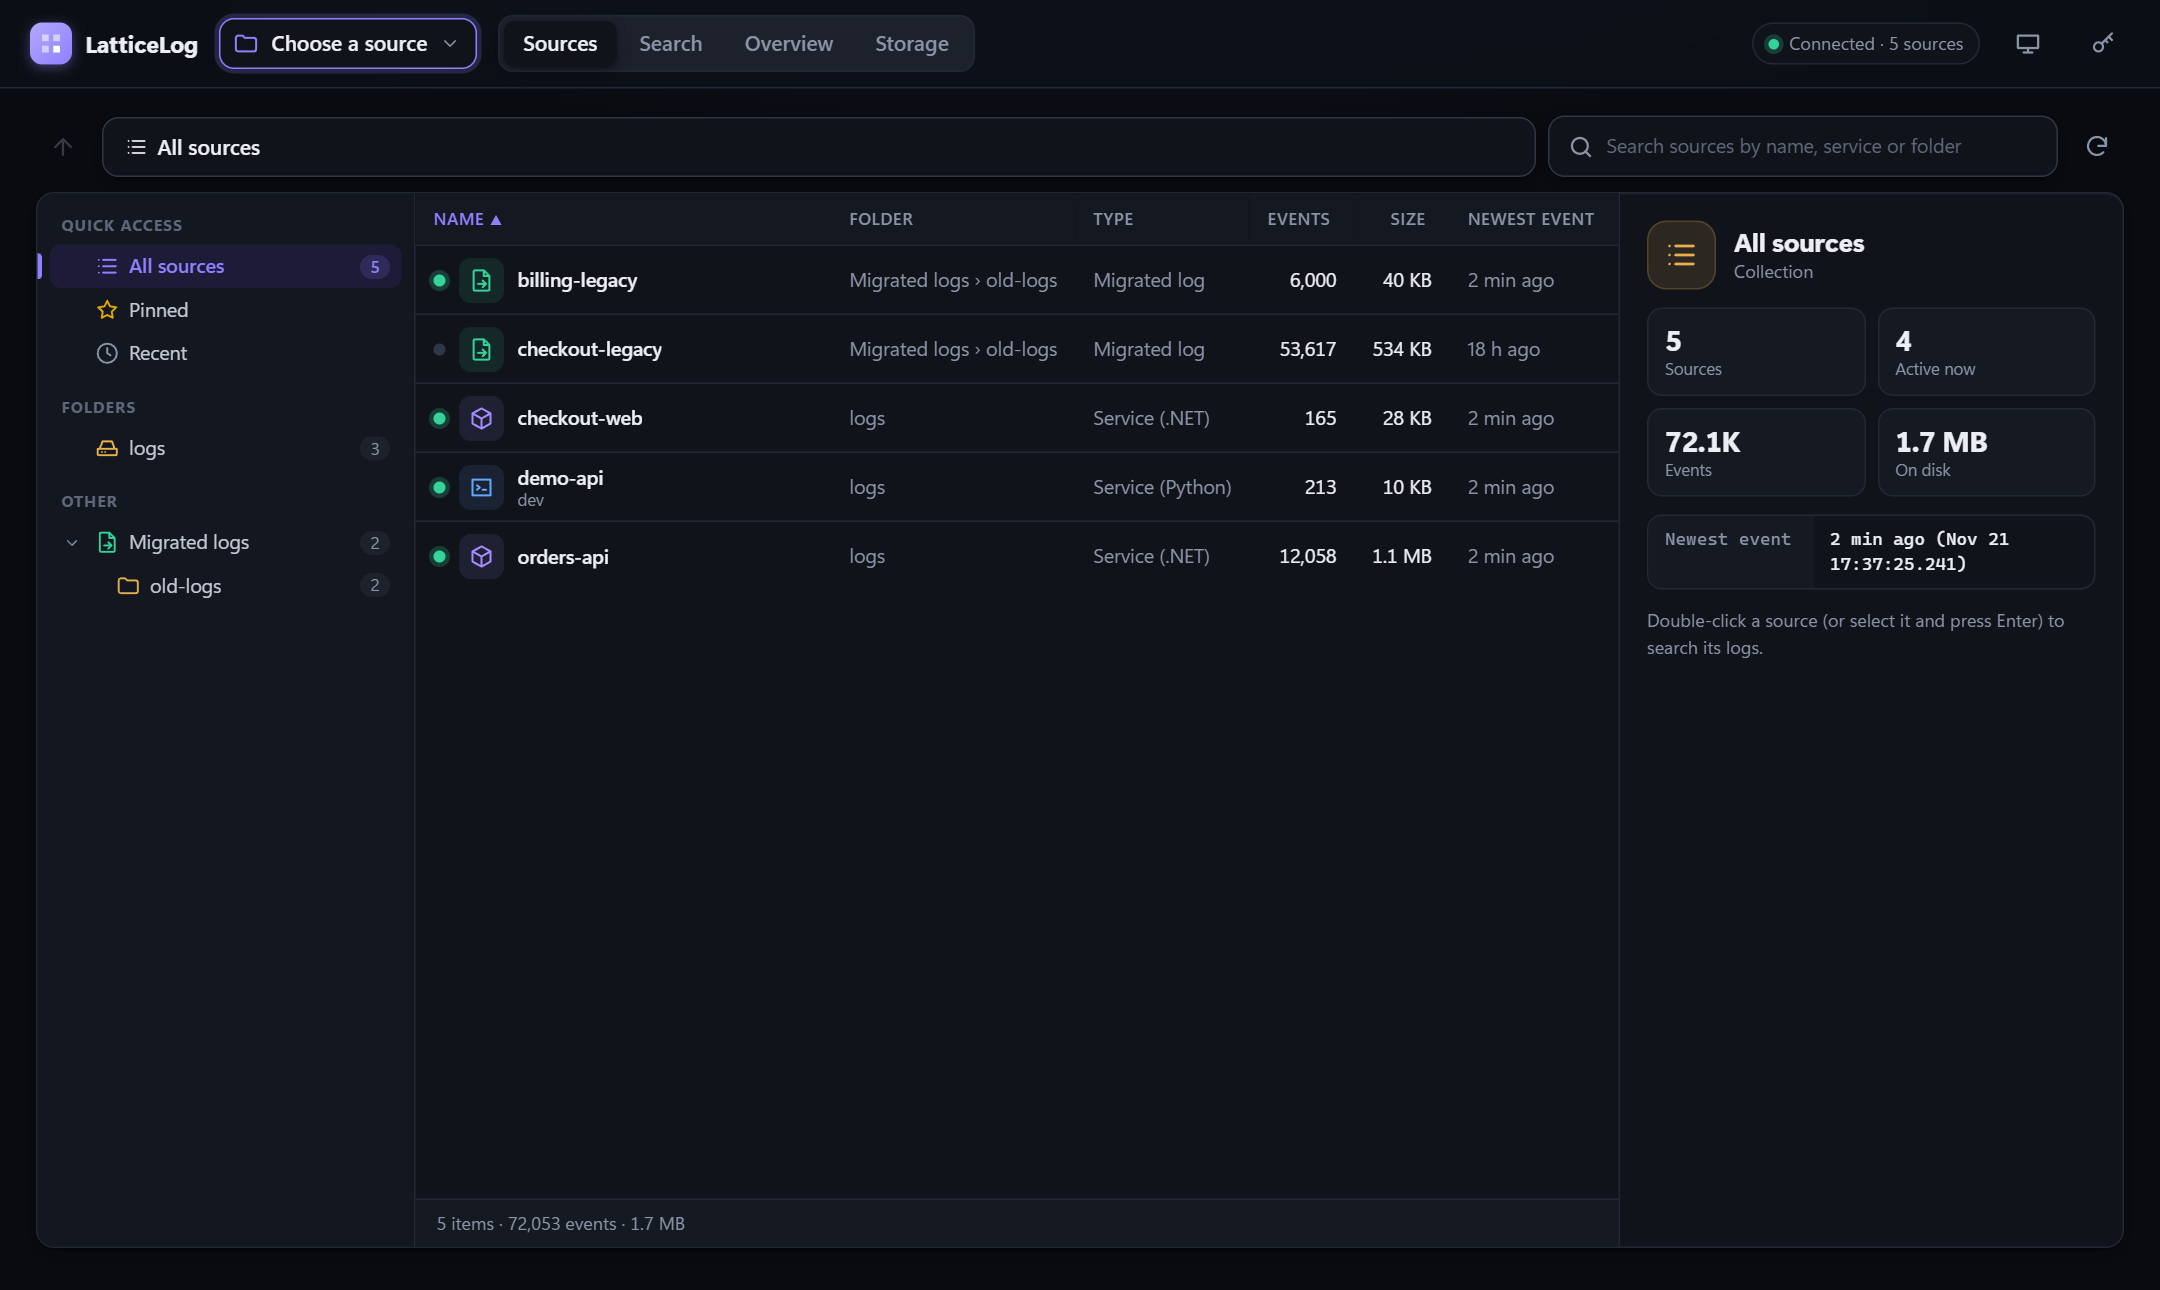 LatticeLog
Choose a source
Sources
Search
Overview
Storage
Connected · 5 sources
All sources
Search sources by name, service or folder
QUICK ACCESS
All sources 5
Pinned
Recent
FOLDERS
logs 3
OTHER
Migrated logs 2
old-logs 2
NAME ▲ FOLDER TYPE EVENTS SIZE NEWEST EVENT
billing-legacy Migrated logs › old-logs Migrated log 6,000 40 KB 2 min ago
checkout-legacy Migrated logs › old-logs Migrated log 53,617 534 KB 18 h ago
checkout-web logs Service (.NET) 165 28 KB 2 min ago
demo-api logs Service (Python) 213 10 KB 2 min ago
dev
orders-api logs Service (.NET) 12,058 1.1 MB 2 min ago
5 items · 72,053 events · 1.7 MB
All sources
Collection
5
Sources
4
Active now
72.1K
Events
1.7 MB
On disk
Newest event 2 min ago (Nov 21
17:37:25.241)
Double-click a source (or select it and press Enter) to
search its logs.